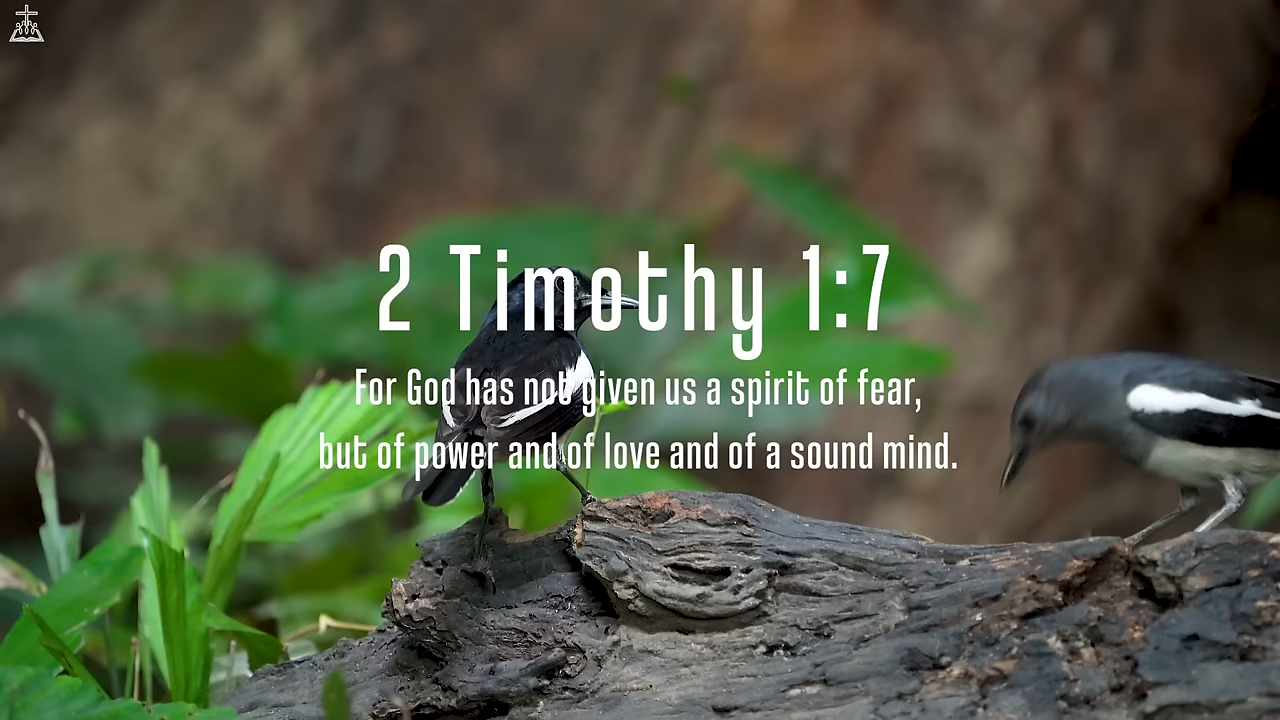 2 Timothy 1:7
For God has not given us a spirit of fear,
but of power and of love and of a sound mind.